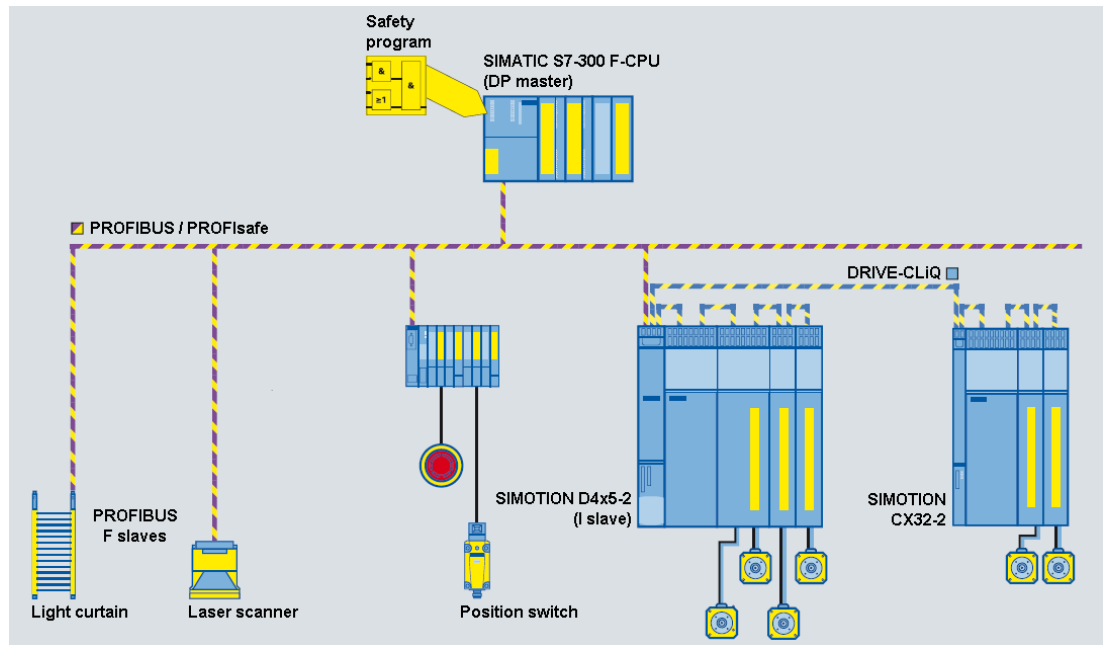 Safety
program
SIMATIC S7-300 F-CPU
(DP master)
&
&
≥1
PROFIBUS / PROFIsafe
DRIVE-CLiQ
SIMOTION D4x5-2
(I slave)
SIMOTION
CX32-2
PROFIBUS
F slaves
Light curtain
Laser scanner
Position switch